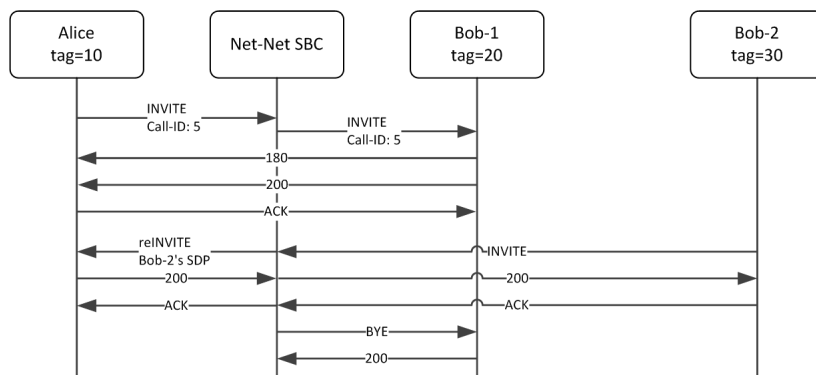 Alice
tag=10
Net-Net SBC
Bob-1
tag=20
Bob-2
tag=30
INVITE
Call-ID: 5
INVITE
Call-ID: 5
180
200
ACK
reINVITE
Bob-2's SDP
INVITE
200
200
ACK
ACK
BYE
200